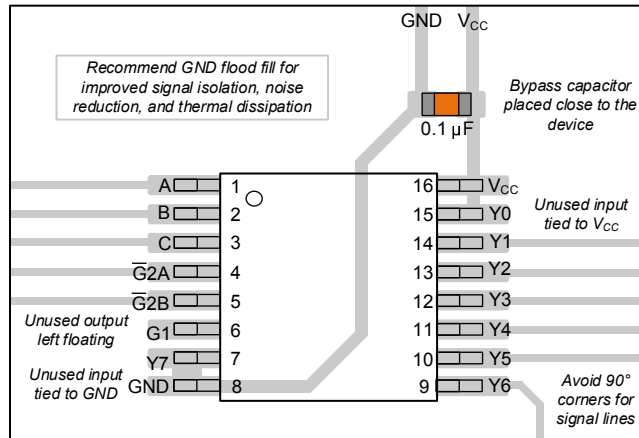 GND VCC
Recommend GND flood fill for
improved signal isolation, noise
reduction, and thermal dissipation
Bypass capacitor
placed close to the
device
0.1 µF
A 1 16 VCC
B 2 15 Y0
C 3 14 Y1
G̅2A 4 13 Y2
G̅2B 5 12 Y3
G1 6 11 Y4
Y7 7 10 Y5
GND 8 9 Y6
Unused input
tied to VCC
Unused output
left floating
Unused input
tied to GND
Avoid 90°
corners for
signal lines